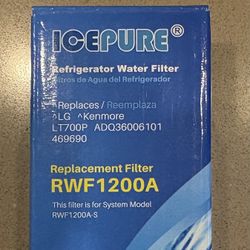 ICEPURE®
Refrigerator Water Filter
Filtros de Agua del Refrigerador
^Replaces/ Reemplaza
^LG ^Kenmore
LT700P ADQ36006101
469690
Replacement Filter
RWF1200A
This filter is for System Model
RWF1200A-S